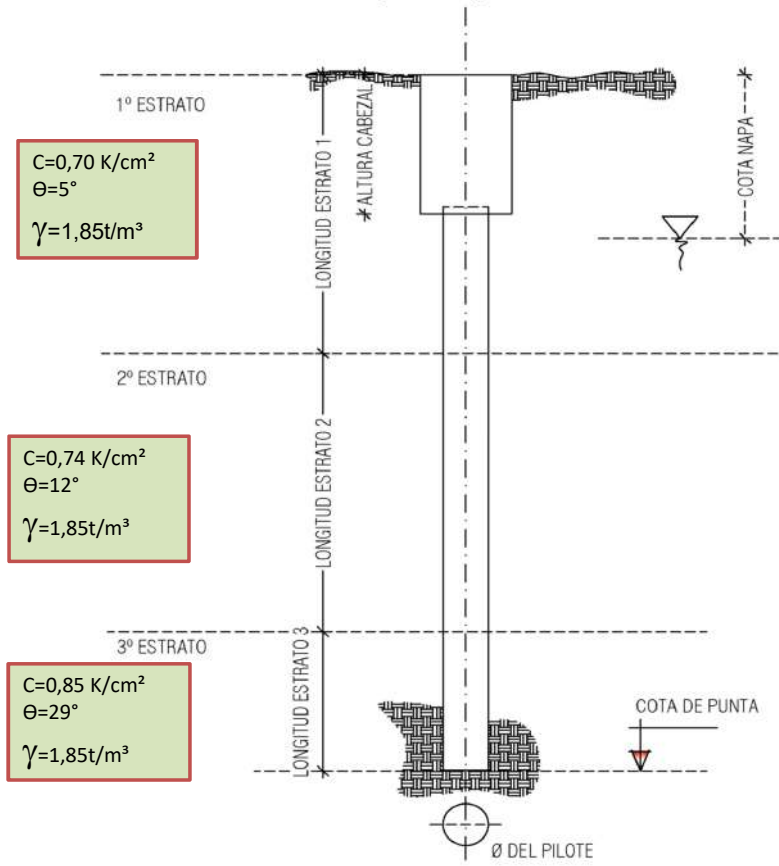 1º ESTRATO
C=0,70 K/cm²
Ө=5°
γ=1,85t/m³
LONGITUD ESTRATO 1
ALTURA CABEZAL
COTA NAPA
2º ESTRATO
C=0,74 K/cm²
Ө=12°
γ=1,85t/m³
LONGITUD ESTRATO 2
3º ESTRATO
C=0,85 K/cm²
Ө=29°
γ=1,85t/m³
LONGITUD ESTRATO 3
COTA DE PUNTA
Ø DEL PILOTE